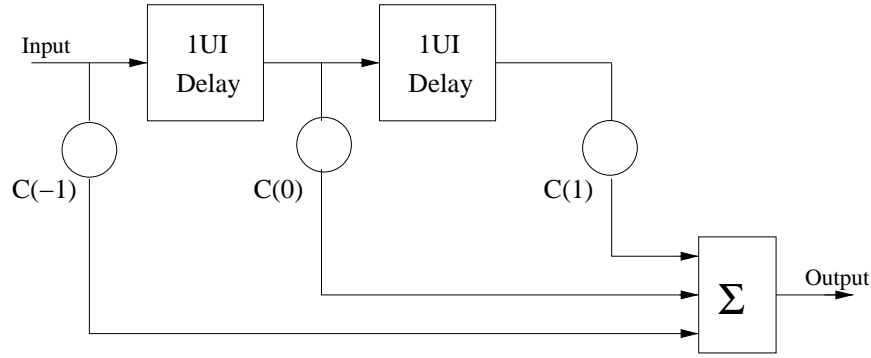 Input
1UI
Delay
1UI
Delay
C(−1)
C(0)
C(1)
Σ
Output